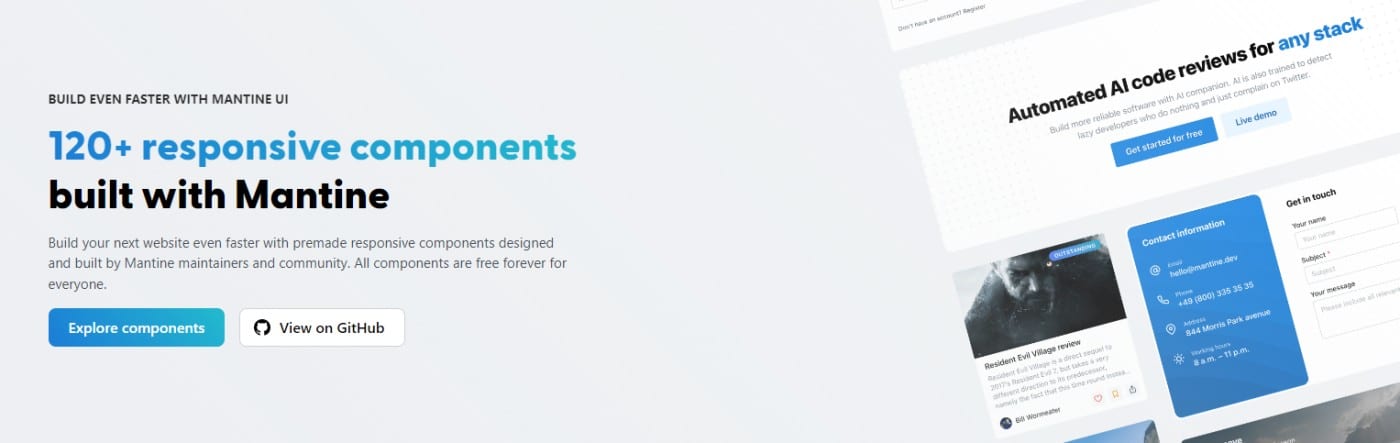 BUILD EVEN FASTER WITH MANTINE UI
120+ responsive components
built with Mantine
Build your next website even faster with premade responsive components designed
and built by Mantine maintainers and community. All components are free forever for
everyone.
Explore components
View on GitHub
Don't have an account? Register
Automated AI code reviews for any stack
Build more reliable software with AI companion. AI is also trained to detect
lazy developers who do nothing and just complain on Twitter.
Get started for free
Live demo
OUTSTANDING
Resident Evil Village review
Resident Evil Village is a direct sequel to
2017's Resident Evil 7, but takes a very
different direction to its predecessor,
namely the fact that this time round instea...
Bill Wormeater
Contact information
Email
hello@mantine.dev
Phone
+49 (800) 335 35 35
Address
844 Morris Park avenue
Working hours
8 a.m. – 11 p.m.
Get in touch
Your name
Your name
Subject *
Subject
Your message
Please include all relevan